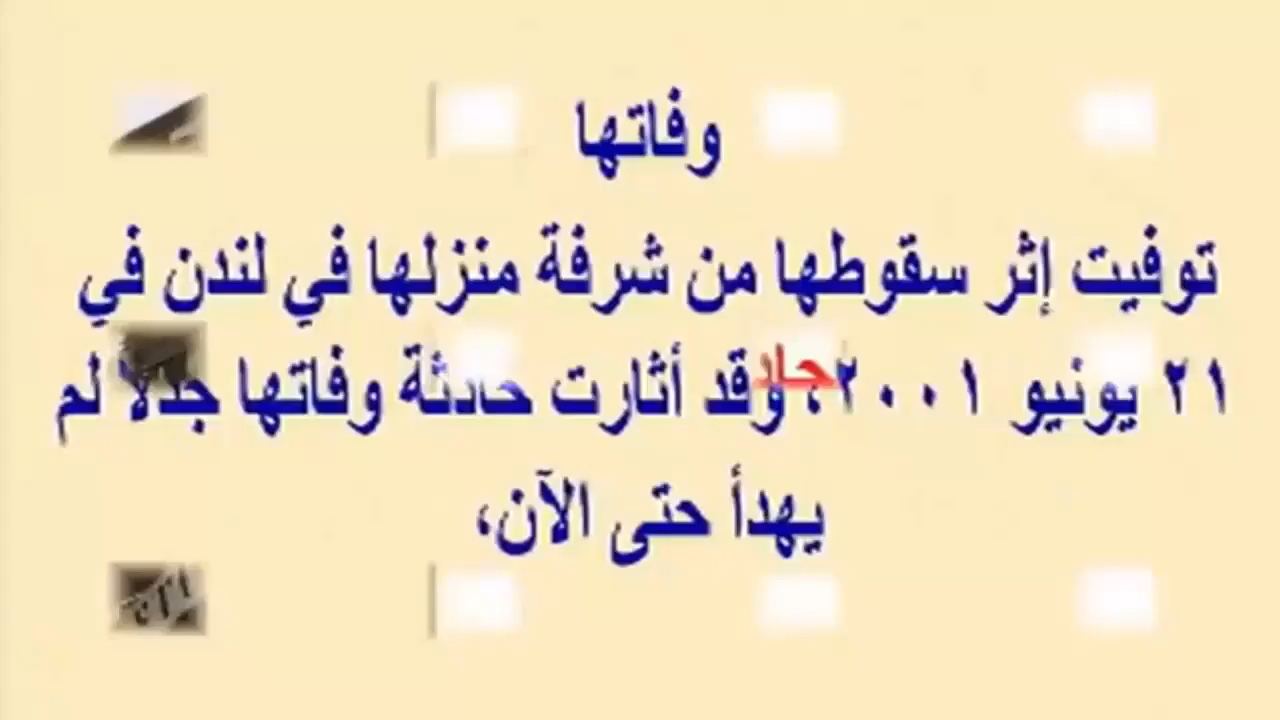 وفاتها
توفيت إثر سقوطها من شرفة منزلها في لندن في
٢١ يونيو ٢٠٠١، وقد أثارت حادثة وفاتها جدلا لم
يهدأ حتى الآن،